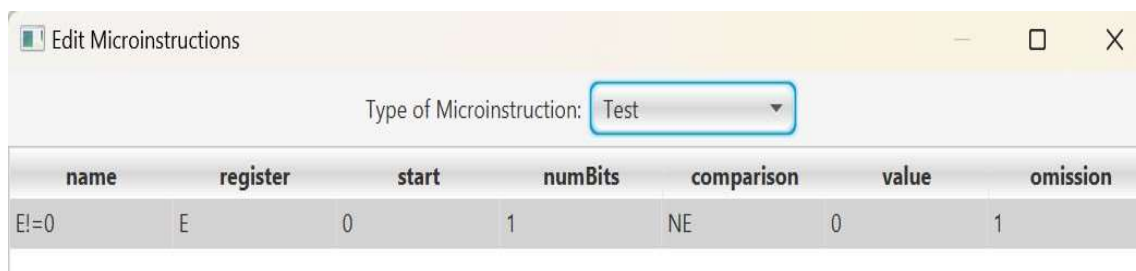 Edit Microinstructions
Type of Microinstruction: Test
name register start numBits comparison value omission
E!=0 E 0 1 NE 0 1